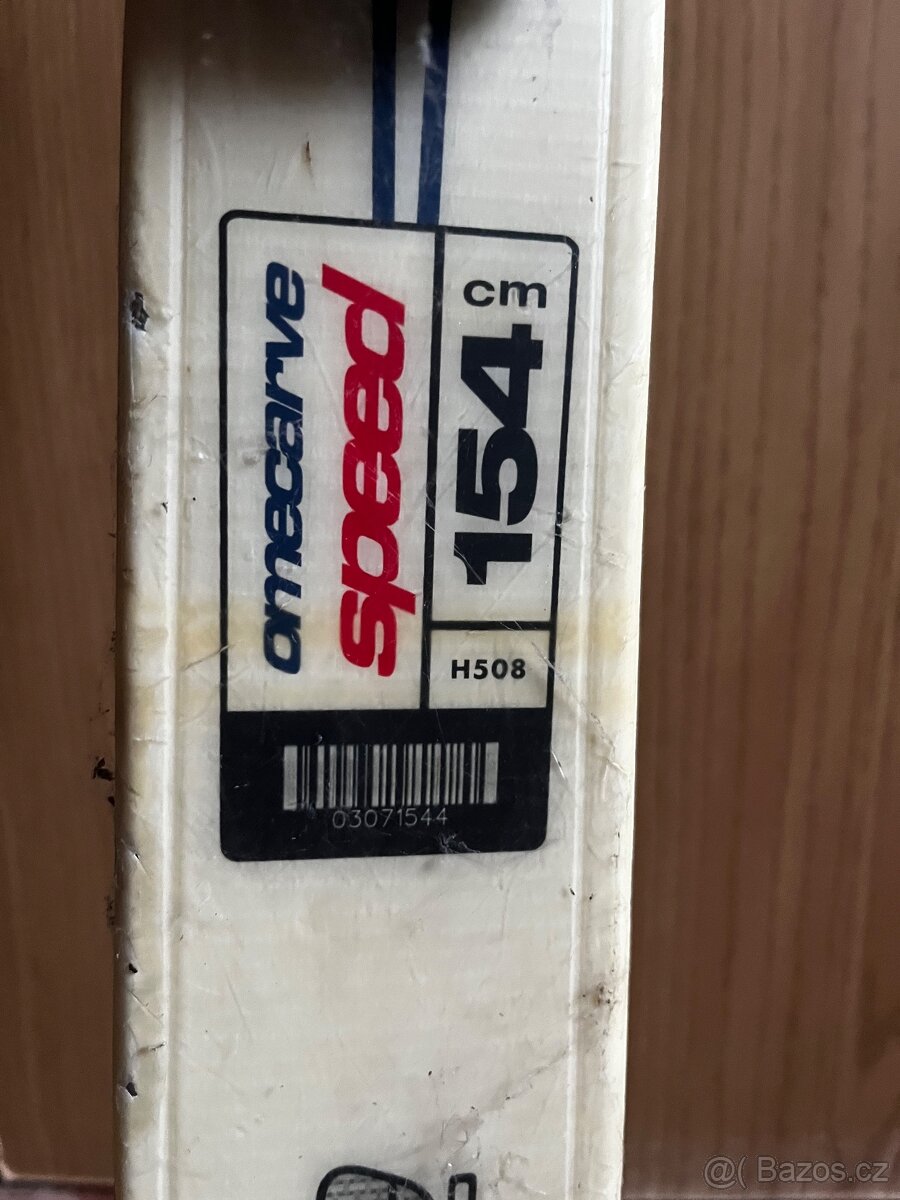 omecarve
speed
154 cm
H508
03071544
@( Bazos.cz